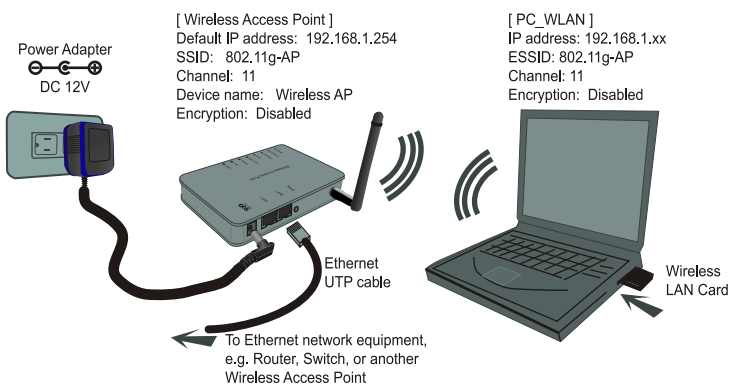 [ Wireless Access Point ]
Default IP address: 192.168.1.254
SSID: 802.11g-AP
Channel: 11
Device name: Wireless AP
Encryption: Disabled
[ PC_WLAN ]
IP address: 192.168.1.xx
ESSID: 802.11g-AP
Channel: 11
Encryption: Disabled
Power Adapter
DC 12V
Ethernet
UTP cable
Wireless
LAN Card
To Ethernet network equipment,
e.g. Router, Switch, or another
Wireless Access Point